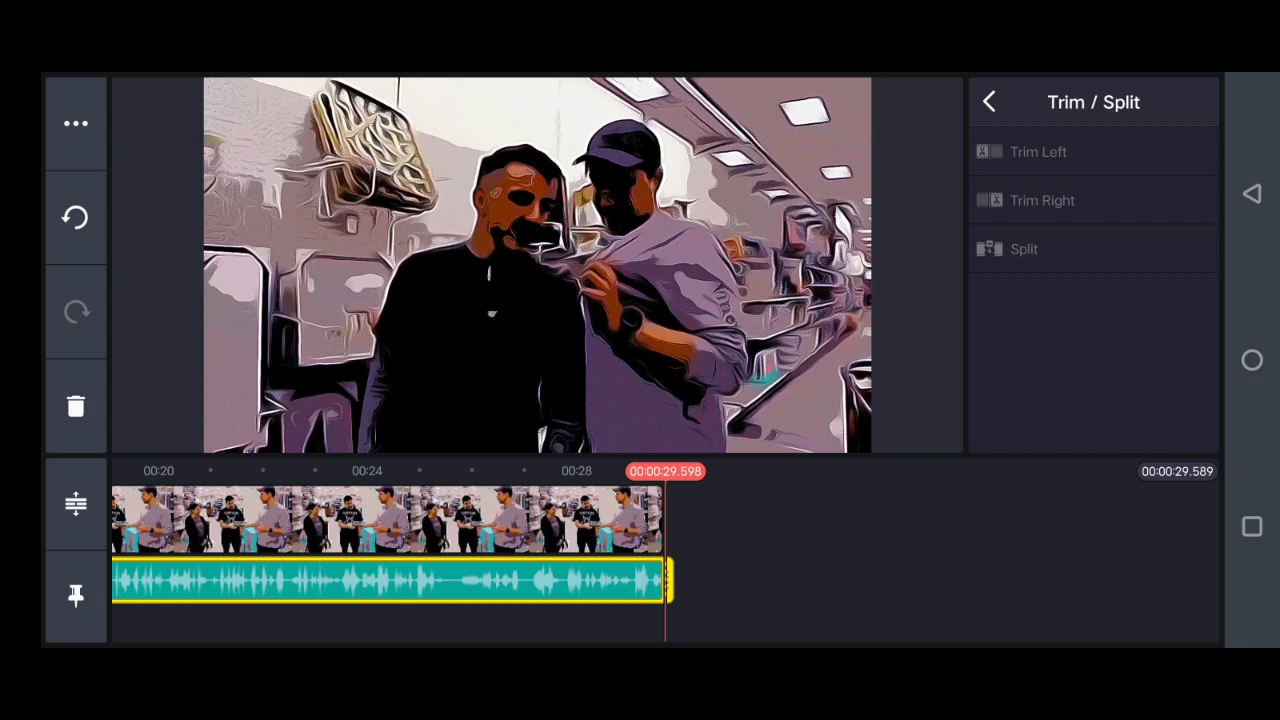 Trim / Split
Trim Left
Trim Right
Split
00:20
00:24
00:28
00:00:29.598
00:00:29.589